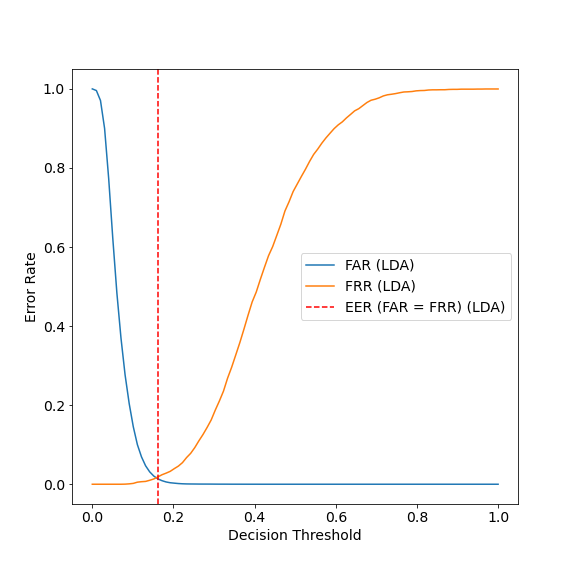 1.0
0.8
0.6
0.4
0.2
0.0
Error Rate
FAR (LDA)
FRR (LDA)
EER (FAR = FRR) (LDA)
0.0 0.2 0.4 0.6 0.8 1.0
Decision Threshold